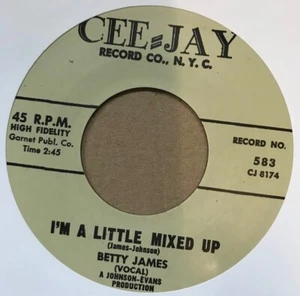 CEE=JAY
RECORD CO., N.Y.C.
45 R.P.M.
HIGH FIDELITY
Garnet Publ. Co.
Time 2:45
RECORD NO.
583
CJ 8174
I'M A LITTLE MIXED UP
(James-Johnson)
BETTY JAMES
(VOCAL)
A JOHNSON-EVANS
PRODUCTION